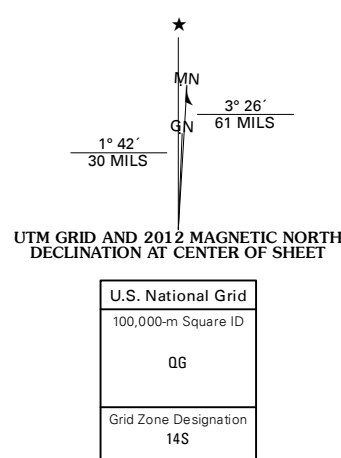 ★
MN
3° 26´
61 MILS
GN
1° 42´
30 MILS
UTM GRID AND 2012 MAGNETIC NORTH
DECLINATION AT CENTER OF SHEET
U.S. National Grid
100,000-m Square ID
QG
Grid Zone Designation
14S